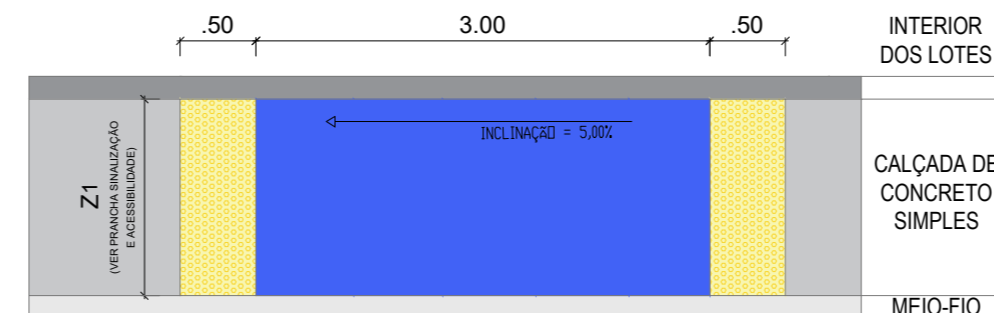 .50
3.00
.50
INTERIOR
DOS LOTES
INCLINAÇÃO = 5,00%
Z1
(VER PRANCHA SINALIZAÇÃO
E ACESSIBILIDADE)
CALÇADA DE
CONCRETO
SIMPLES
MEIO-FIO